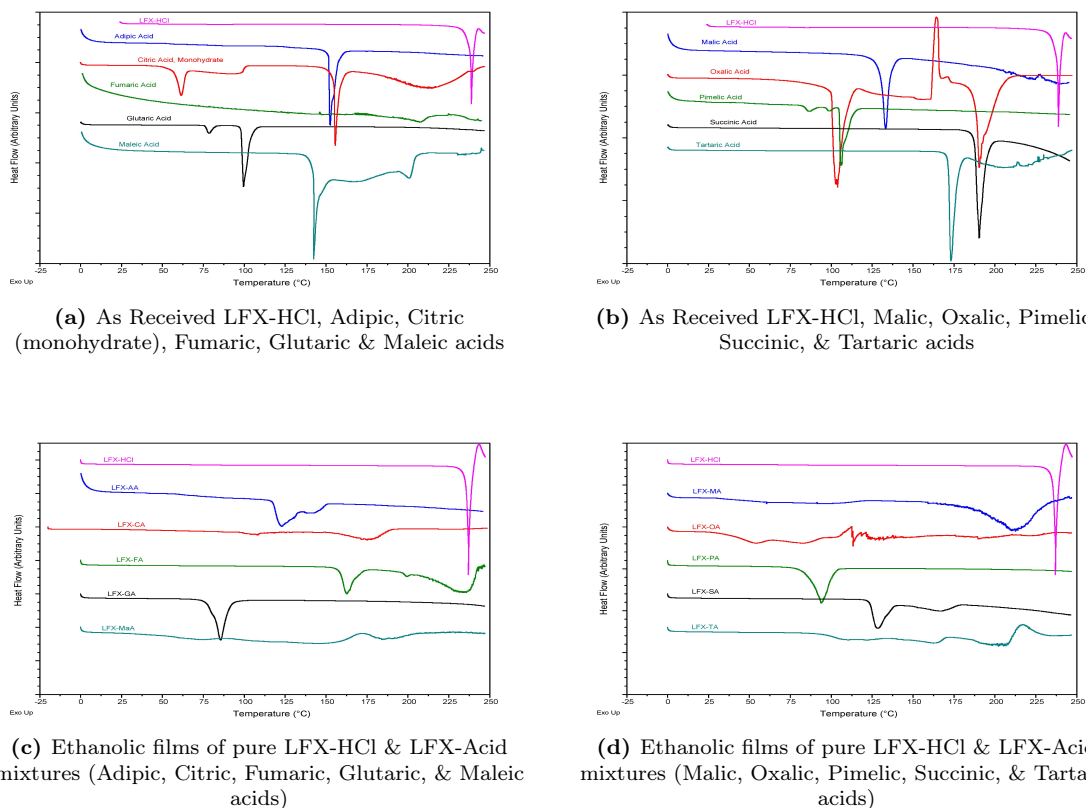 LFX-HCl
Adipic Acid
Citric Acid, Monohydrate
Fumaric Acid
Glutaric Acid
Maleic Acid
Heat Flow (Arbitrary Units)
-25 0 25 50 75 100 125 150 175 200 225 250
Exo Up
Temperature (°C)
(a) As Received LFX-HCl, Adipic, Citric
(monohydrate), Fumaric, Glutaric & Maleic acids
LFX-HCl
Malic Acid
Oxalic Acid
Pimelic Acid
Succinic Acid
Tartaric Acid
Heat Flow (Arbitrary Units)
-25 0 25 50 75 100 125 150 175 200 225 250
Exo Up
Temperature (°C)
(b) As Received LFX-HCl, Malic, Oxalic, Pimelic
Succinic, & Tartaric acids
LFX-HCl
LFX-AA
LFX-CA
LFX-FA
LFX-GA
LFX-MaA
Heat Flow (Arbitrary Units)
-25 0 25 50 75 100 125 150 175 200 225 250
Exo Up
Temperature (°C)
(c) Ethanolic films of pure LFX-HCl & LFX-Acid
mixtures (Adipic, Citric, Fumaric, Glutaric, & Maleic
acids)
LFX-HCl
LFX-MA
LFX-OA
LFX-PA
LFX-SA
LFX-TA
Heat Flow (Arbitrary Units)
-25 0 25 50 75 100 125 150 175 200 225 250
Exo Up
Temperature (°C)
(d) Ethanolic films of pure LFX-HCl & LFX-Acid
mixtures (Malic, Oxalic, Pimelic, Succinic, & Tarta
acids)